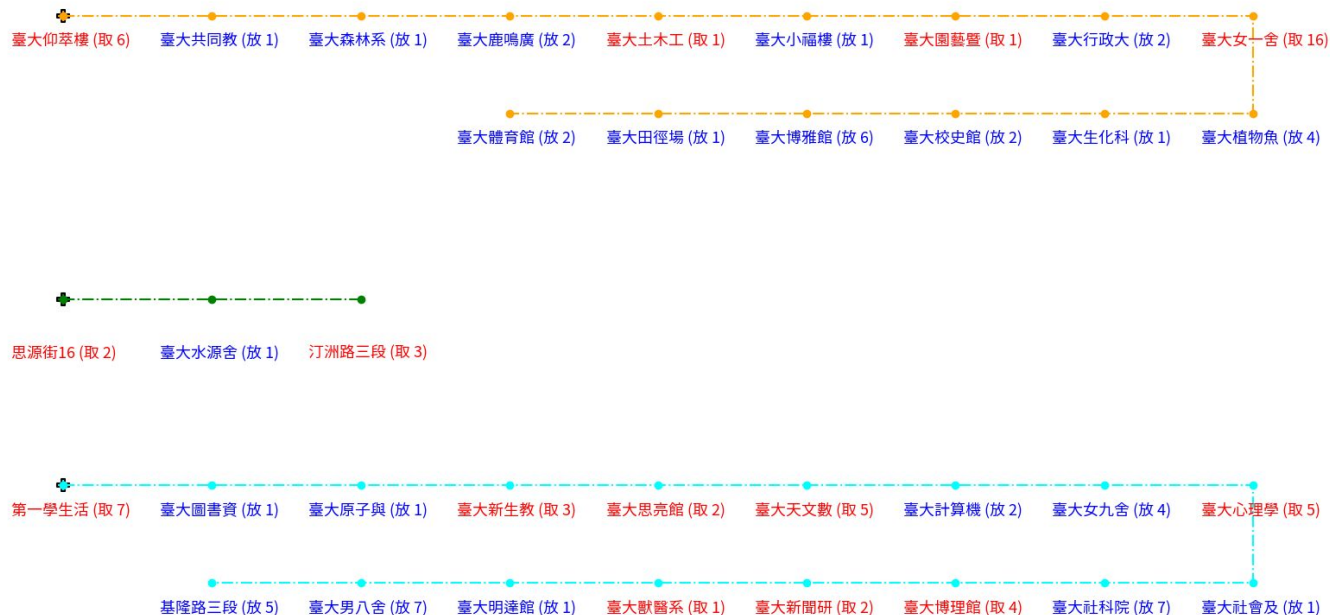 臺大仰萃樓 (取 6) 臺大共同教 (放 1) 臺大森林系 (放 1) 臺大鹿鳴廣 (放 2) 臺大土木工 (取 1) 臺大小福樓 (放 1) 臺大園藝暨 (取 1) 臺大行政大 (放 2) 臺大女一舍 (取 16)
臺大體育館 (放 2) 臺大田徑場 (放 1) 臺大博雅館 (放 6) 臺大校史館 (放 2) 臺大生化科 (放 1) 臺大植物魚 (放 4)
思源街16 (取 2) 臺大水源舍 (放 1) 汀洲路三段 (取 3)
第一學生活 (取 7) 臺大圖書資 (放 1) 臺大原子與 (放 1) 臺大新生教 (取 3) 臺大思亮館 (取 2) 臺大天文數 (取 5) 臺大計算機 (放 2) 臺大女九舍 (放 4) 臺大心理學 (取 5)
基隆路三段 (放 5) 臺大男八舍 (放 7) 臺大明達館 (放 1) 臺大獸醫系 (取 1) 臺大新聞研 (取 2) 臺大博理館 (取 4) 臺大社科院 (放 7) 臺大社會及 (放 1)